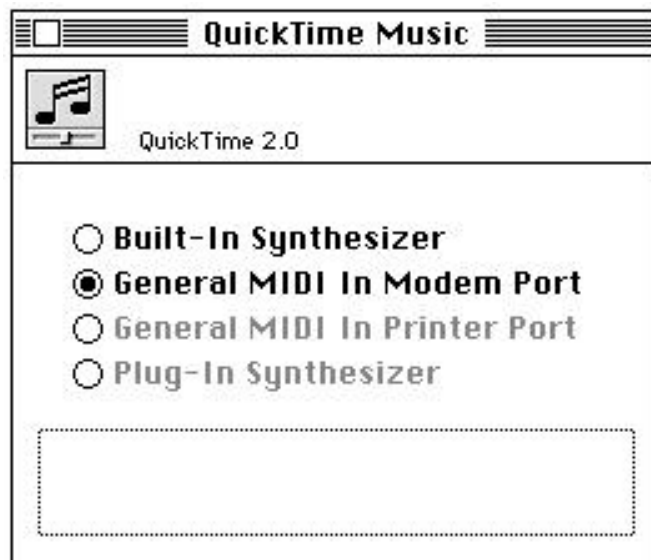 QuickTime Music
QuickTime 2.0
Built-In Synthesizer
General MIDI In Modem Port
General MIDI In Printer Port
Plug-In Synthesizer